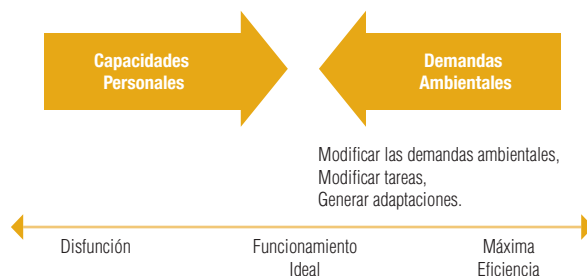 Capacidades
Personales
Demandas
Ambientales
Modificar las demandas ambientales,
Modificar tareas,
Generar adaptaciones.
Disfunción
Funcionamiento
Ideal
Máxima
Eficiencia